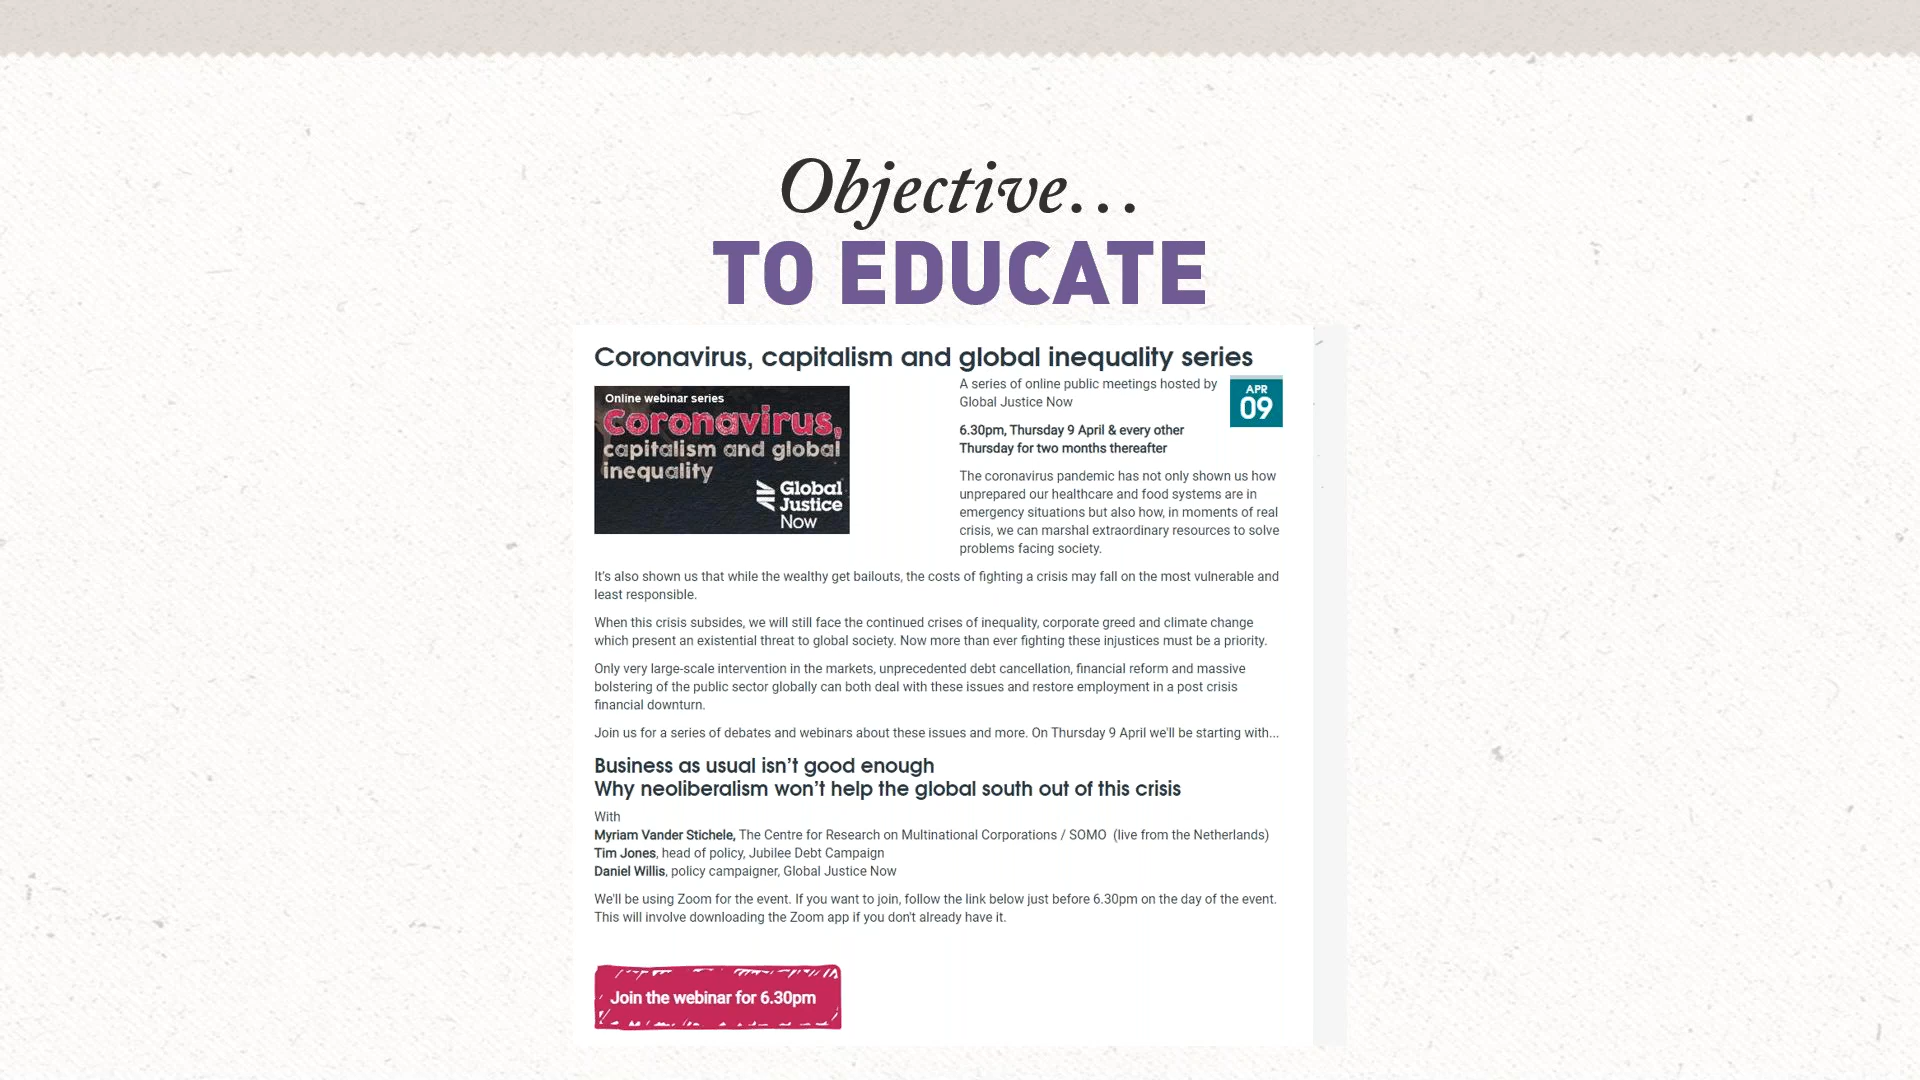 Objective...
TO EDUCATE
Coronavirus, capitalism and global inequality series
Online webinar series
Coronavirus,
capitalism and global
inequality
Global
Justice
Now
A series of online public meetings hosted by
Global Justice Now
APR
09
6.30pm, Thursday 9 April & every other
Thursday for two months thereafter
The coronavirus pandemic has not only shown us how
unprepared our healthcare and food systems are in
emergency situations but also how, in moments of real
crisis, we can marshal extraordinary resources to solve
problems facing society.
It's also shown us that while the wealthy get bailouts, the costs of fighting a crisis may fall on the most vulnerable and
least responsible.
When this crisis subsides, we will still face the continued crises of inequality, corporate greed and climate change
which present an existential threat to global society. Now more than ever fighting these injustices must be a priority.
Only very large-scale intervention in the markets, unprecedented debt cancellation, financial reform and massive
bolstering of the public sector globally can both deal with these issues and restore employment in a post crisis
financial downturn.
Join us for a series of debates and webinars about these issues and more. On Thursday 9 April we'll be starting with...
Business as usual isn't good enough
Why neoliberalism won't help the global south out of this crisis
With
Myriam Vander Stichele, The Centre for Research on Multinational Corporations / SOMO (live from the Netherlands)
Tim Jones, head of policy, Jubilee Debt Campaign
Daniel Willis, policy campaigner, Global Justice Now
We'll be using Zoom for the event. If you want to join, follow the link below just before 6.30pm on the day of the event.
This will involve downloading the Zoom app if you don't already have it.
Join the webinar for 6.30pm